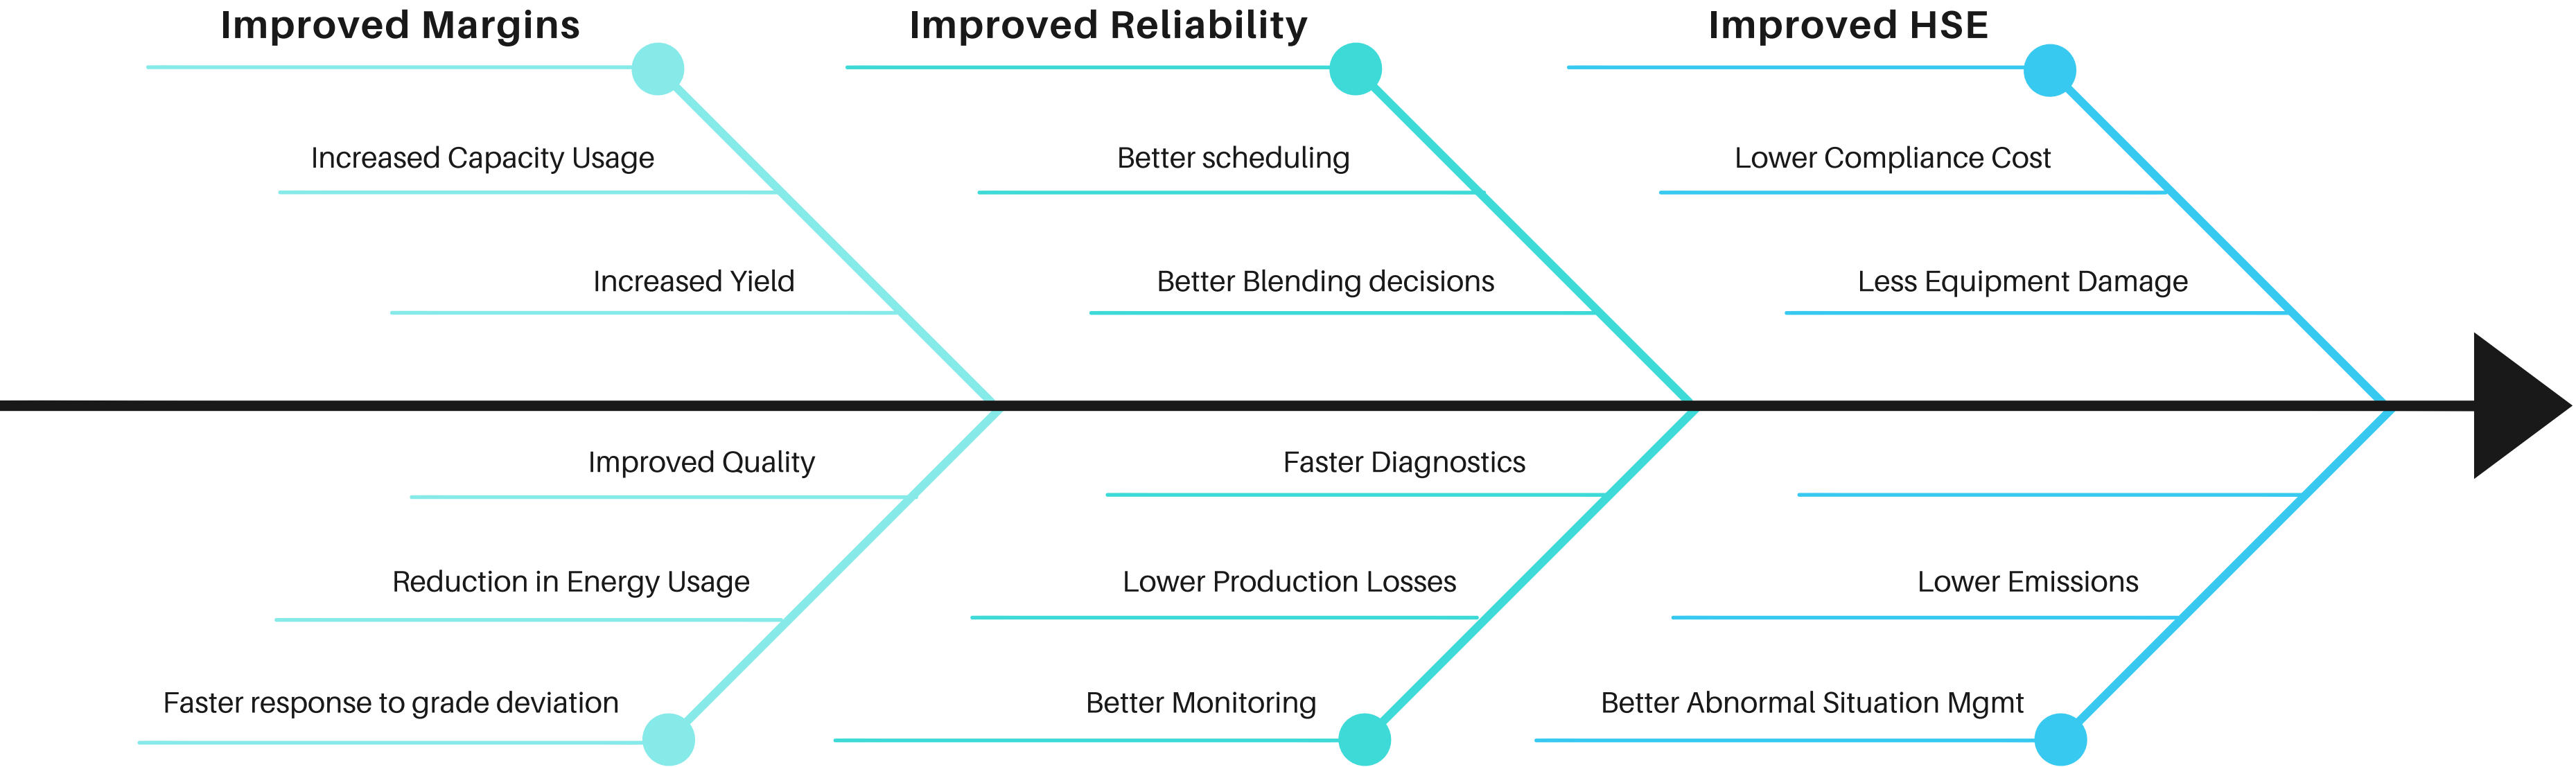 Improved Margins
Increased Capacity Usage
Increased Yield
Improved Quality
Reduction in Energy Usage
Faster response to grade deviation
Improved Reliability
Better scheduling
Better Blending decisions
Faster Diagnostics
Lower Production Losses
Better Monitoring
Improved HSE
Lower Compliance Cost
Less Equipment Damage
Lower Emissions
Better Abnormal Situation Mgmt